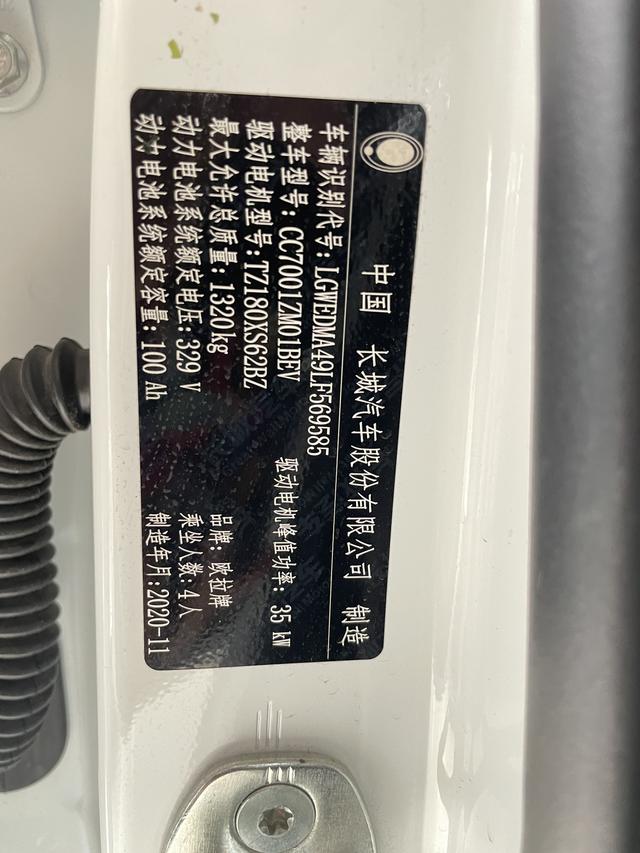 中国 长城汽车股份有限公司 制造
车辆识别代号:LGWEDMA49LF569585
整车型号:CC7001ZM01BEV 驱动电机峰值功率:35 kW
驱动电机型号:TZ180XS62BZ
最大允许总质量:1320kg 品牌:欧拉牌
动力电池系统额定电压:329 V 乘坐人数:4人
动力电池系统额定容量:100 Ah 制造年月:2020-11